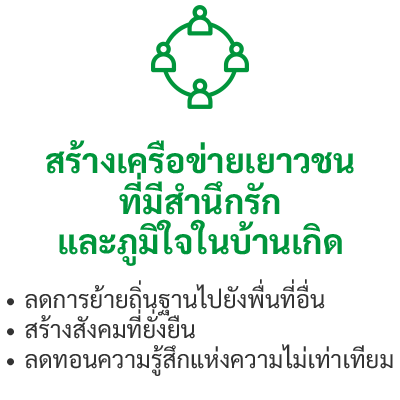 สร้างเครือข่ายเยาวชน
ที่มีสำนึกรัก
และภูมิใจในบ้านเกิด
• ลดการย้ายถิ่นฐานไปยังพื่นที่อื่น
• สร้างสังคมที่ยั่งยืน
• ลดทอนความรู้สึกแห่งความไม่เท่าเทียม